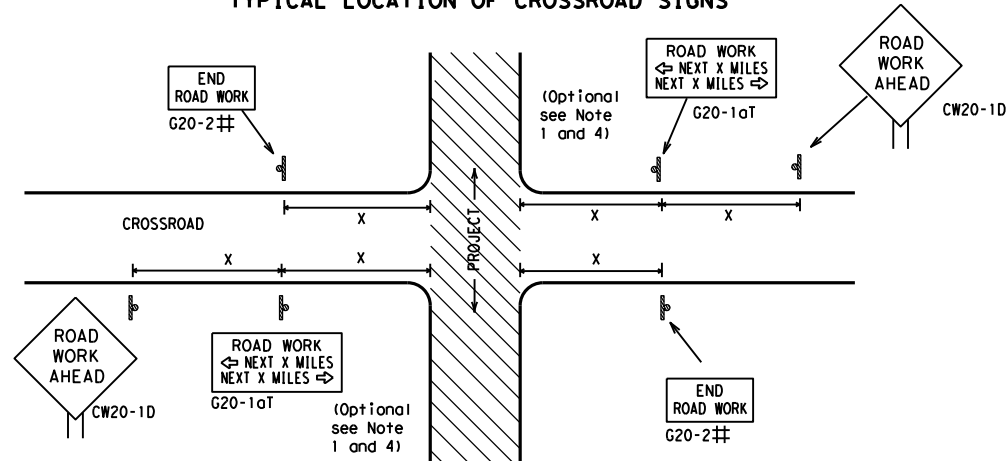 TYPICAL LOCATION OF CROSSROAD SIGNS
END
ROAD WORK
G20-2#
(Optional
see Note
1 and 4)
ROAD WORK
⇦ NEXT X MILES
NEXT X MILES ⇨
G20-1aT
ROAD
WORK
AHEAD
CW20-1D
CROSSROAD
X
X
X
PROJECT
X
X
X
ROAD
WORK
AHEAD
CW20-1D
ROAD WORK
⇦ NEXT X MILES
NEXT X MILES ⇨
G20-1aT
(Optional
see Note
1 and 4)
END
ROAD WORK
G20-2#